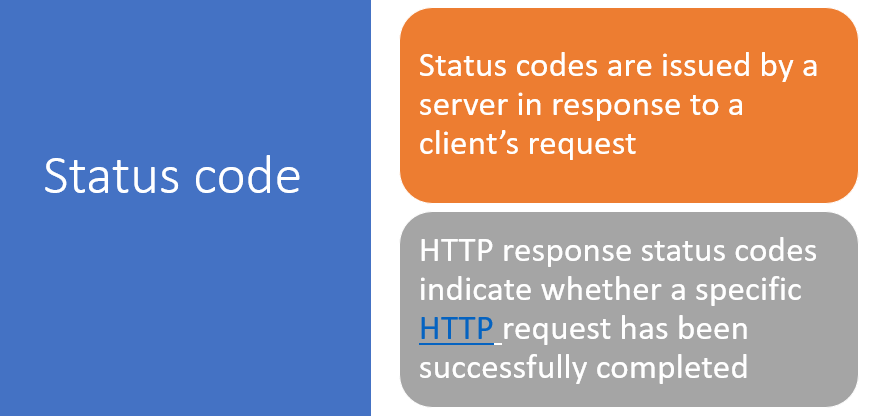 Status code
Status codes are issued by a
server in response to a
client’s request
HTTP response status codes
indicate whether a specific
HTTP request has been
successfully completed